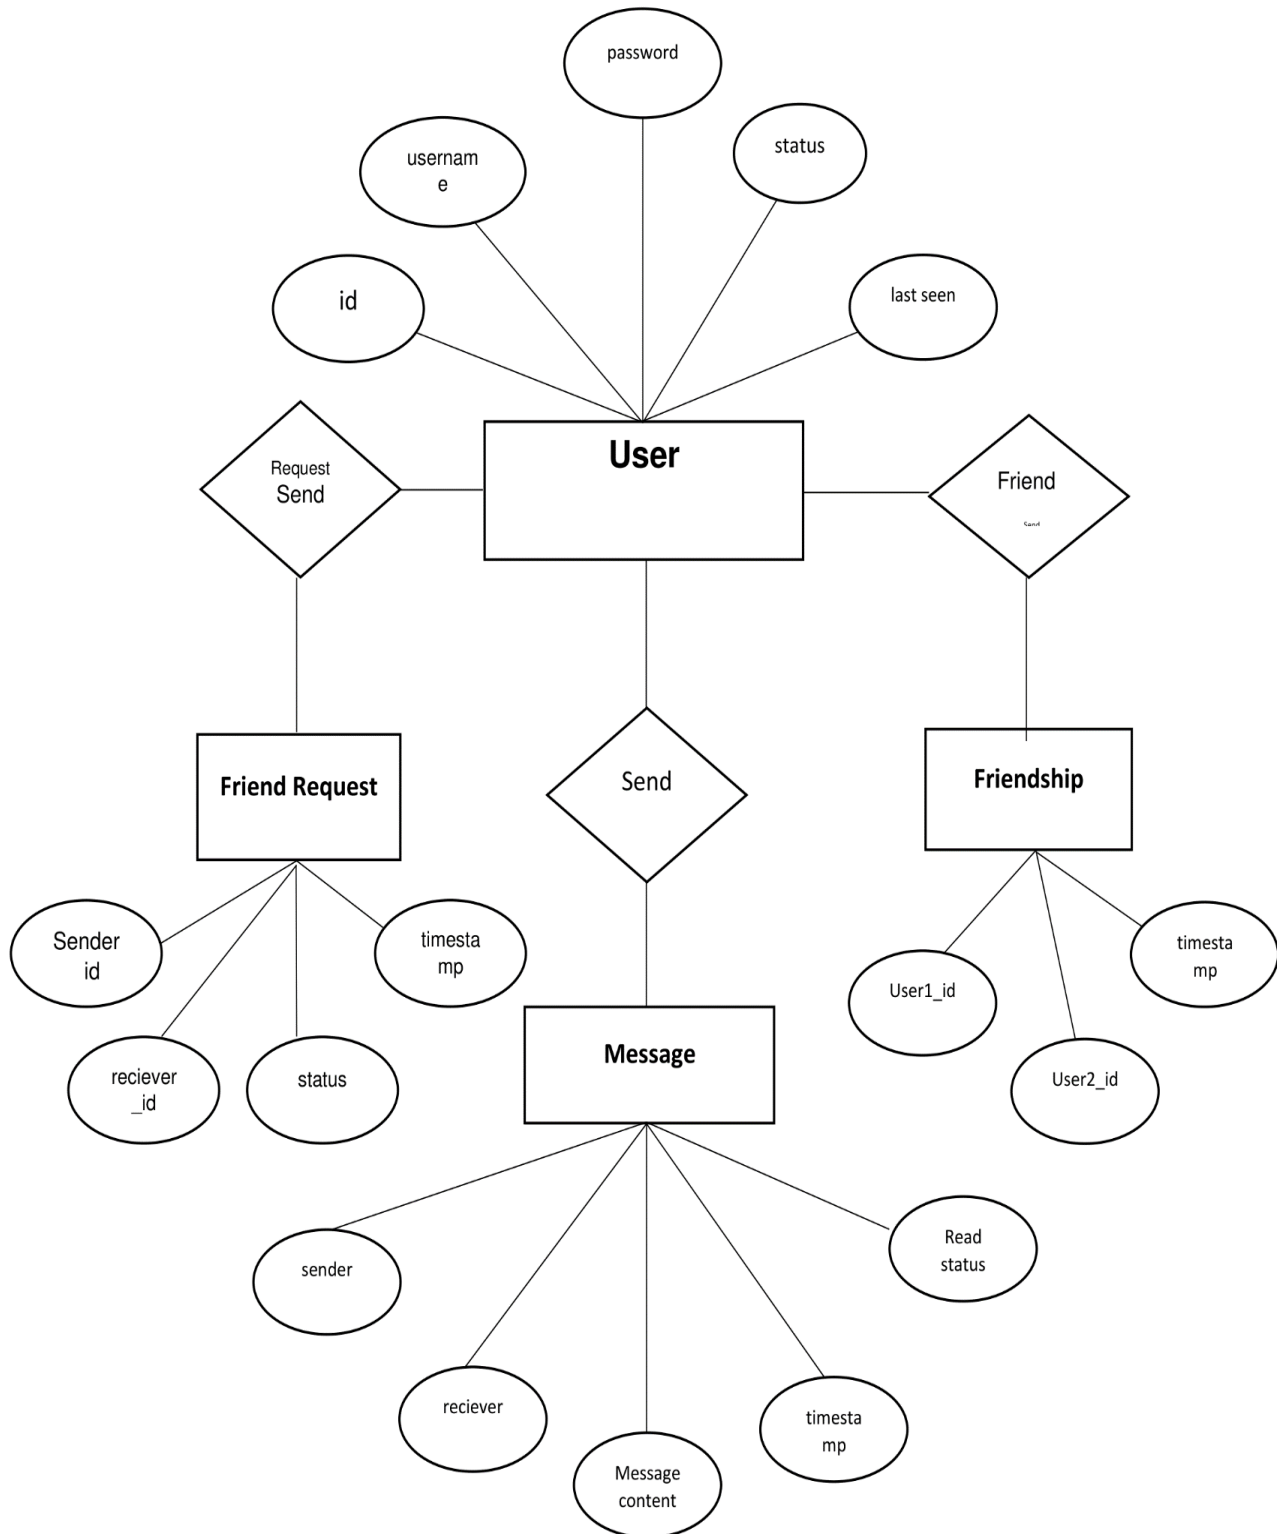 password
usernam
e
status
id
last seen
User
Request
Send
Friend
Send
Friend Request
Send
Friendship
Sender
id
timesta
mp
reciever
_id
status
User1_id
User2_id
timesta
mp
Message
sender
reciever
Message
content
timesta
mp
Read
status